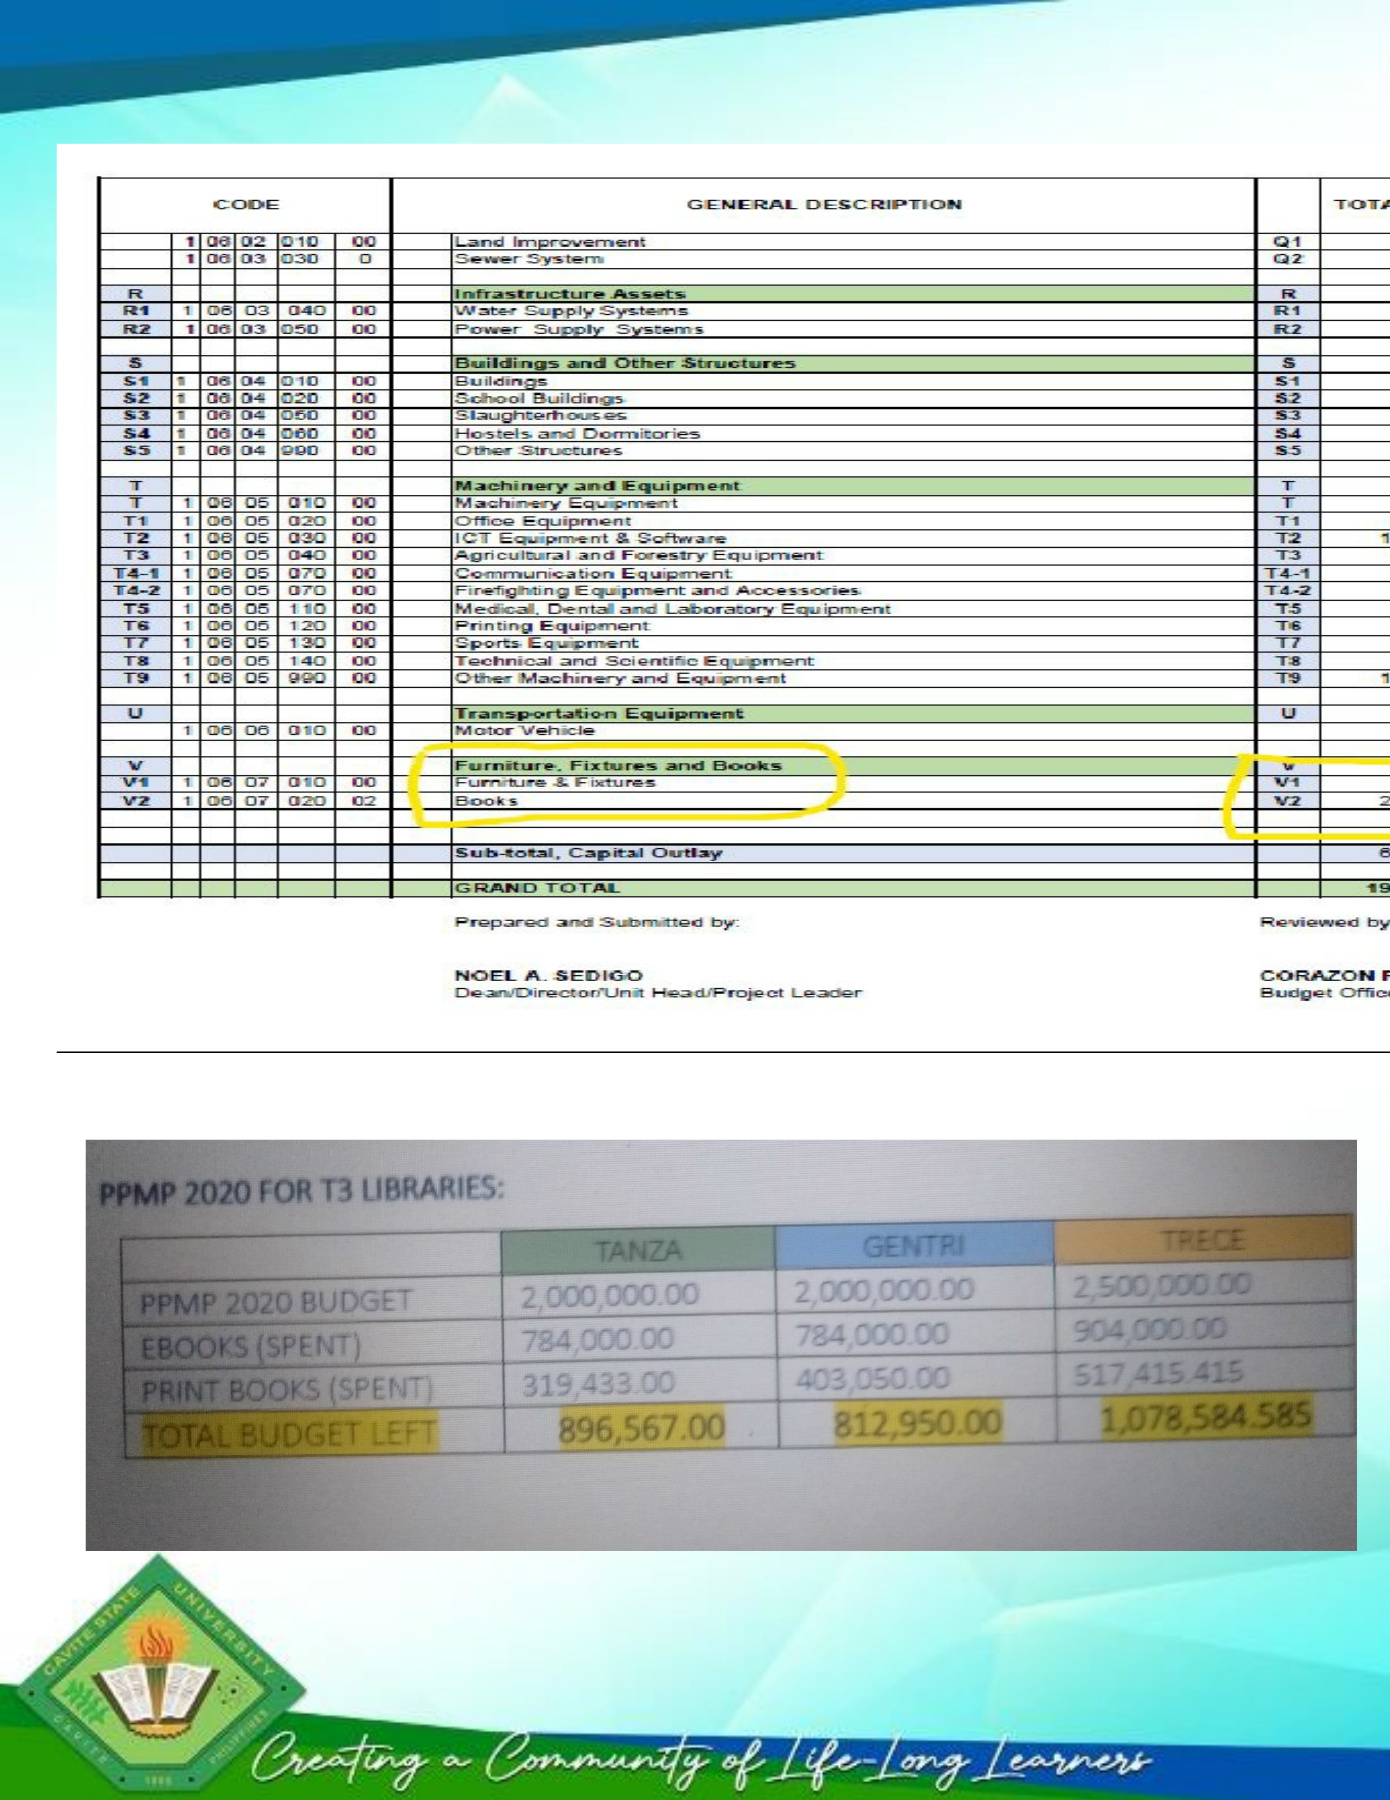 CODE GENERAL DESCRIPTION
1 06 02 010 00 Land Improvement Q1
1 06 03 030 0 Sewer System Q2
R Infrastructure Assets R
R1 1 06 03 040 00 Water Supply Systems R1
R2 1 06 03 050 00 Power Supply Systems R2
S Buildings and Other Structures S
S1 1 06 04 010 00 Buildings S1
S2 1 06 04 020 00 School Buildings S2
S3 1 06 04 050 00 Slaughterhouses S3
S4 1 06 04 060 00 Hostels and Dormitories S4
S5 1 06 04 990 00 Other Structures S5
T Machinery and Equipment T
T 1 06 05 010 00 Machinery Equipment T
T1 1 06 05 020 00 Office Equipment T1
T2 1 06 05 030 00 ICT Equipment & Software T2 1
T3 1 06 05 040 00 Agricultural and Forestry Equipment T3
T4-1 1 06 05 070 00 Communication Equipment T4-1
T4-2 1 06 05 070 00 Firefighting Equipment and Accessories T4-2
T5 1 06 05 110 00 Medical, Dental and Laboratory Equipment T5
T6 1 06 05 120 00 Printing Equipment T6
T7 1 06 05 130 00 Sports Equipment T7
T8 1 06 05 140 00 Technical and Scientific Equipment T8
T9 1 06 05 990 00 Other Machinery and Equipment T9 1
U Transportation Equipment U
1 06 06 010 00 Motor Vehicle
V Furniture, Fixtures and Books V
V1 1 06 07 010 00 Furniture & Fixtures V1
V2 1 06 07 020 02 Books V2 2
Sub-total, Capital Outlay 6
GRAND TOTAL 19
Prepared and Submitted by: Reviewed by
NOEL A. SEDIGO CORAZON
Dean/Director/Unit Head/Project Leader Budget
PPMP 2020 FOR T3 LIBRARIES:
TANZA GENTRI TRECE
PPMP 2020 BUDGET 2,000,000.00 2,000,000.00 2,500,000.00
EBOOKS (SPENT) 784,000.00 784,000.00 904,000.00
PRINT BOOKS (SPENT) 319,433.00 403,050.00 517,415.415
TOTAL BUDGET LEFT 896,567.00 812,950.00 1,078,584.585
CAVITE STATE UNIVERSITY
CAVITE PHILIPPINES
1906
Creating a Community of Life-Long Learners